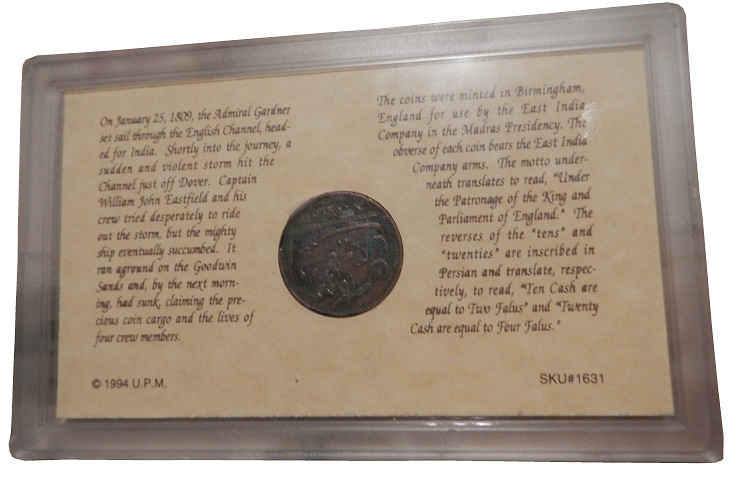 On January 25, 1809, the Admiral Gardner
set sail through the English Channel, head-
ed for India. Shortly into the journey, a
sudden and violent storm hit the
Channel just off Dover. Captain
William John Eastfield and his
crew tried desperately to ride
out the storm, but the mighty
ship eventually succumbed. It
ran aground on the Goodwin
Sands and, by the next morn-
ing, had sunk, claiming the pre-
cious coin cargo and the lives of
four crew members.
© 1994 U.P.M.
The coins were minted in Birmingham,
England for use by the East India
Company in the Madras Presidency. The
obverse of each coin bears the East India
Company arms. The motto under-
neath translates to read, "Under
the Patronage of the King and
Parliament of England." The
reverses of the "tens" and
"twenties" are inscribed in
Persian and translate, respec-
tively, to read, "Ten Cash are
equal to Two Falus" and "Twenty
Cash are equal to Four Falus."
SKU#1631